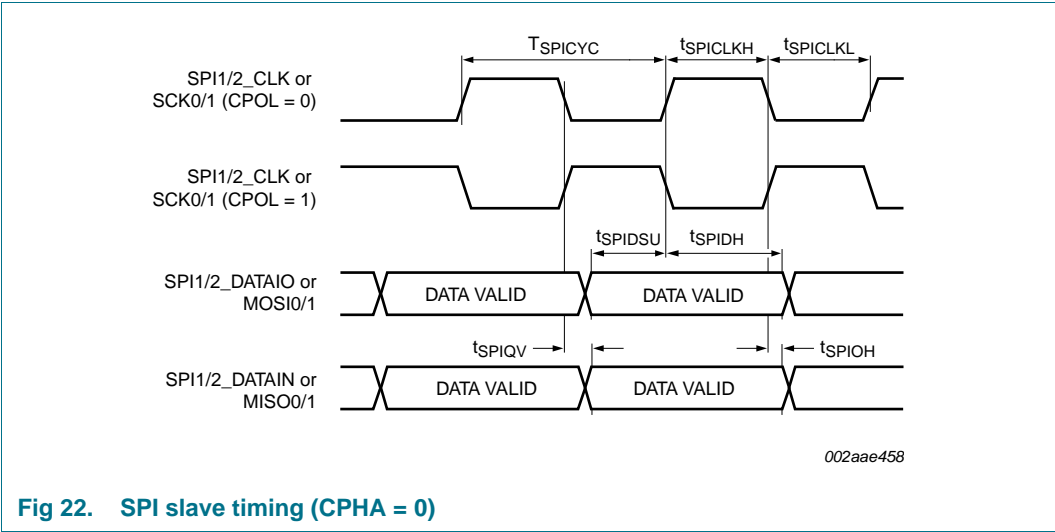 TSPICYC tSPICLKH tSPICLKL
SPI1/2_CLK or
SCK0/1 (CPOL = 0)
SPI1/2_CLK or
SCK0/1 (CPOL = 1)
tSPIDSU tSPIDH
SPI1/2_DATAIO or
MOSI0/1
DATA VALID DATA VALID
tSPIQV tSPIOH
SPI1/2_DATAIN or
MISO0/1
DATA VALID DATA VALID
002aae458
Fig 22. SPI slave timing (CPHA = 0)